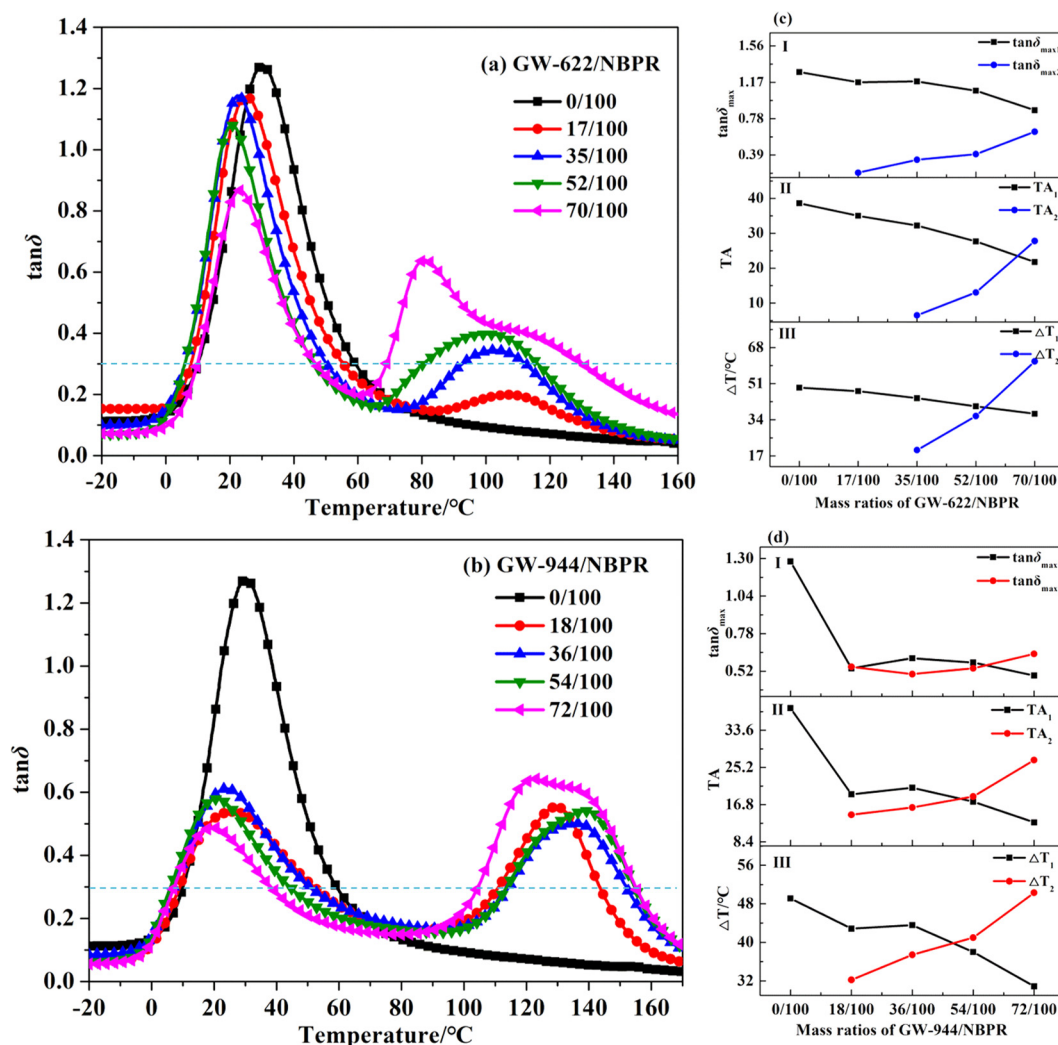 (a) GW-622/NBPR
0/100
17/100
35/100
52/100
70/100
tanδ
1.4
1.2
1.0
0.8
0.6
0.4
0.2
0.0
-20 0 20 40 60 80 100 120 140 160
Temperature/°C
(c)
I
tanδmax1
tanδmax2
tanδmax
1.56
1.17
0.78
0.39
II
TA1
TA2
TA
40
30
20
10
III
△T1
△T2
△T/°C
68
51
34
17
0/100 17/100 35/100 52/100 70/100
Mass ratios of GW-622/NBPR
(b) GW-944/NBPR
0/100
18/100
36/100
54/100
72/100
tanδ
1.4
1.2
1.0
0.8
0.6
0.4
0.2
0.0
-20 0 20 40 60 80 100 120 140 160
Temperature/°C
(d)
I
tanδmax1
tanδmax
tanδmax
1.30
1.04
0.78
0.52
II
TA1
TA2
TA
33.6
25.2
16.8
8.4
III
△T1
△T2
△T/°C
56
48
40
32
0/100 18/100 36/100 54/100 72/100
Mass ratios of GW-944/NBPR